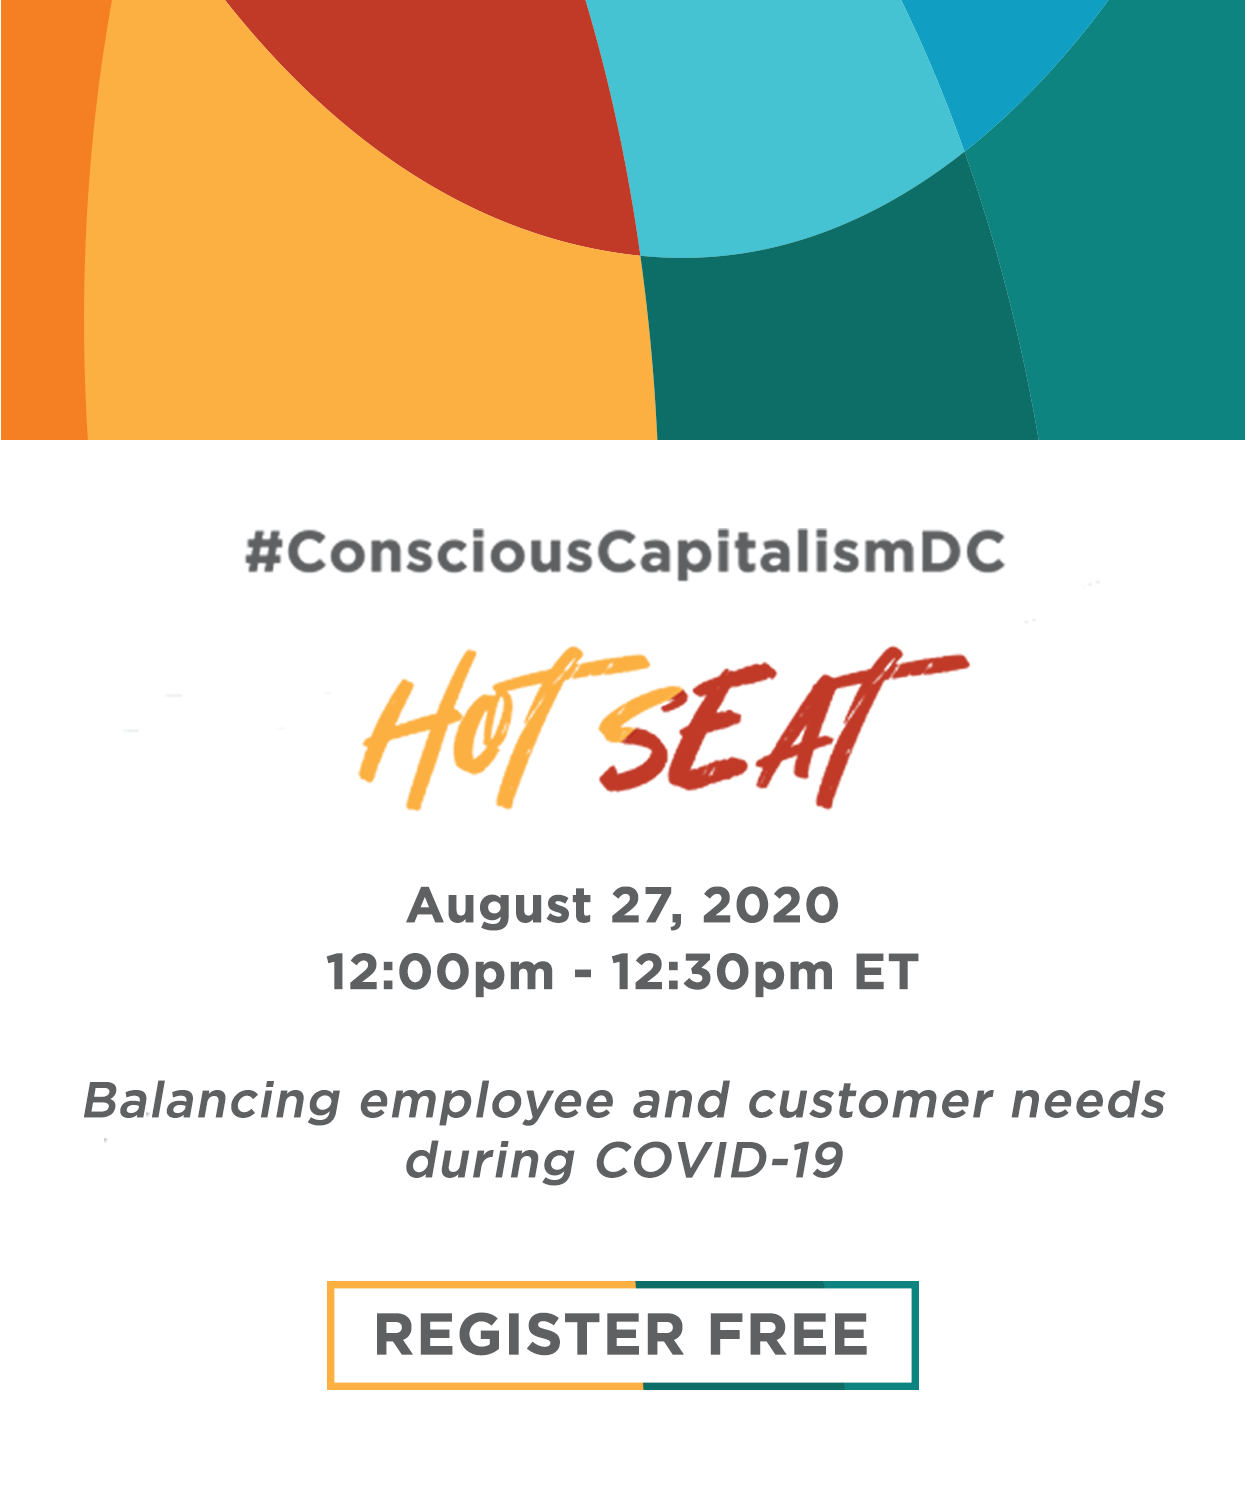 #ConsciousCapitalismDC
HOT SEAT
August 27, 2020
12:00pm - 12:30pm ET
Balancing employee and customer needs
during COVID-19
REGISTER FREE